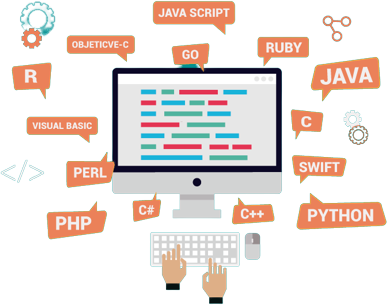 JAVA SCRIPT
OBJETICVE-C
GO
RUBY
R
JAVA
VISUAL BASIC
C
PERL
SWIFT
PHP
C#
C++
PYTHON
</>